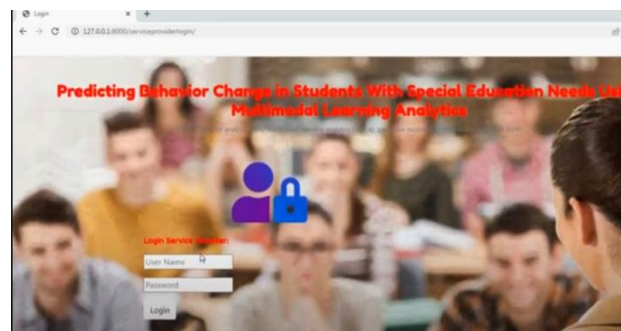 Login
127.0.0.1:8000/serviceproviderlogin/
Predicting Behavior Change in Students With Special Education Needs Usi
Multimodal Learning Analytics
Login Service
User Name
Password
Login